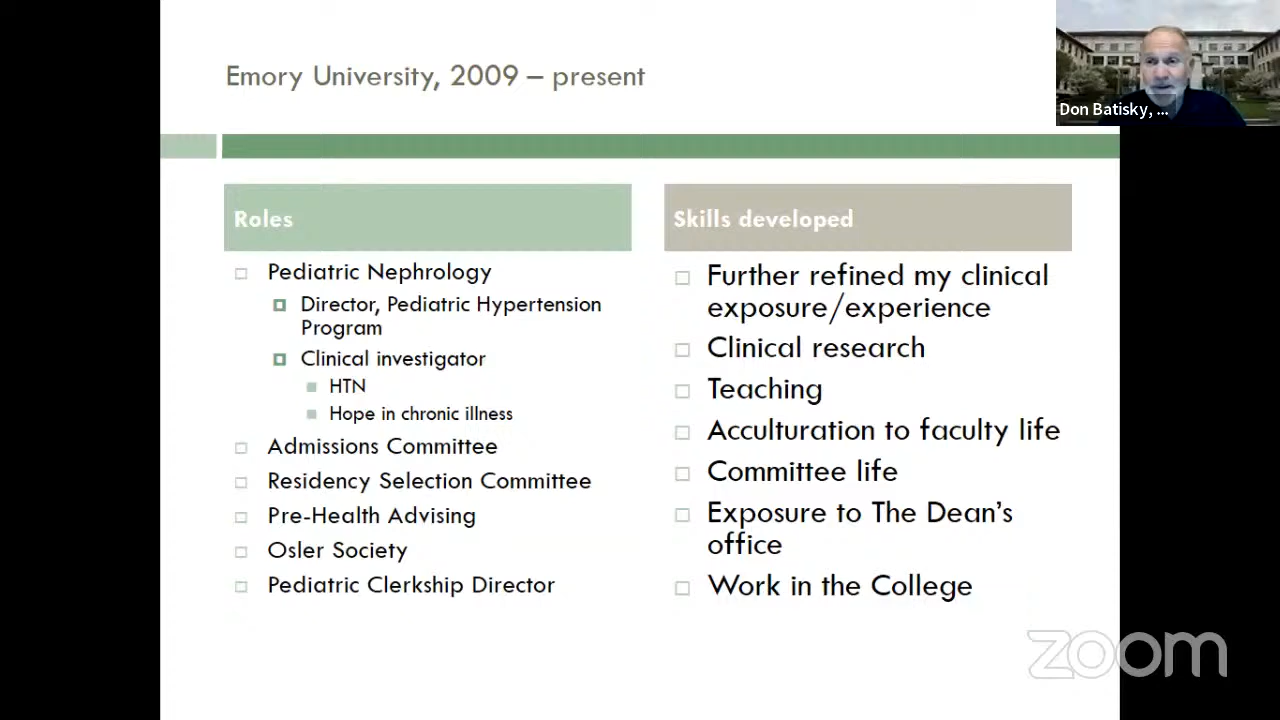 Emory University, 2009 – present
Don Batisky, ...
Roles
Pediatric Nephrology
Director, Pediatric Hypertension
Program
Clinical investigator
HTN
Hope in chronic illness
Admissions Committee
Residency Selection Committee
Pre-Health Advising
Osler Society
Pediatric Clerkship Director
Skills developed
Further refined my clinical
exposure/experience
Clinical research
Teaching
Acculturation to faculty life
Committee life
Exposure to The Dean's
office
Work in the College
zoom